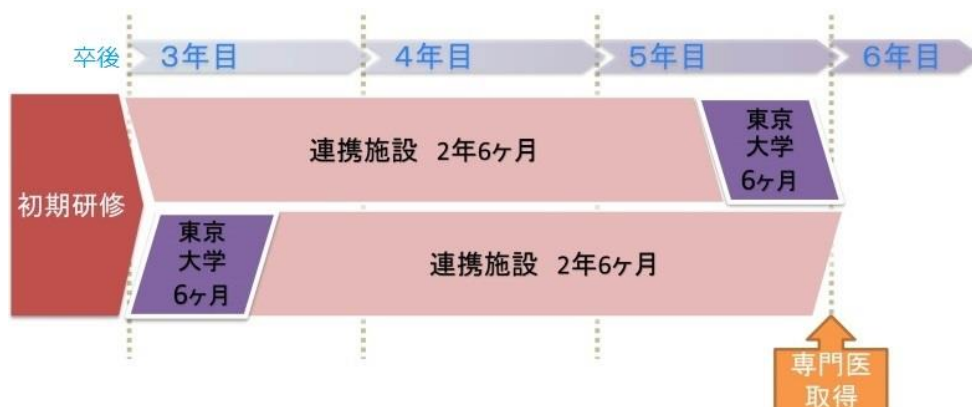 卒後 3年目 4年目 5年目 6年目
初期研修
連携施設 2年6ヶ月
東京
大学
6ヶ月
東京
大学
6ヶ月
連携施設 2年6ヶ月
専門医
取得